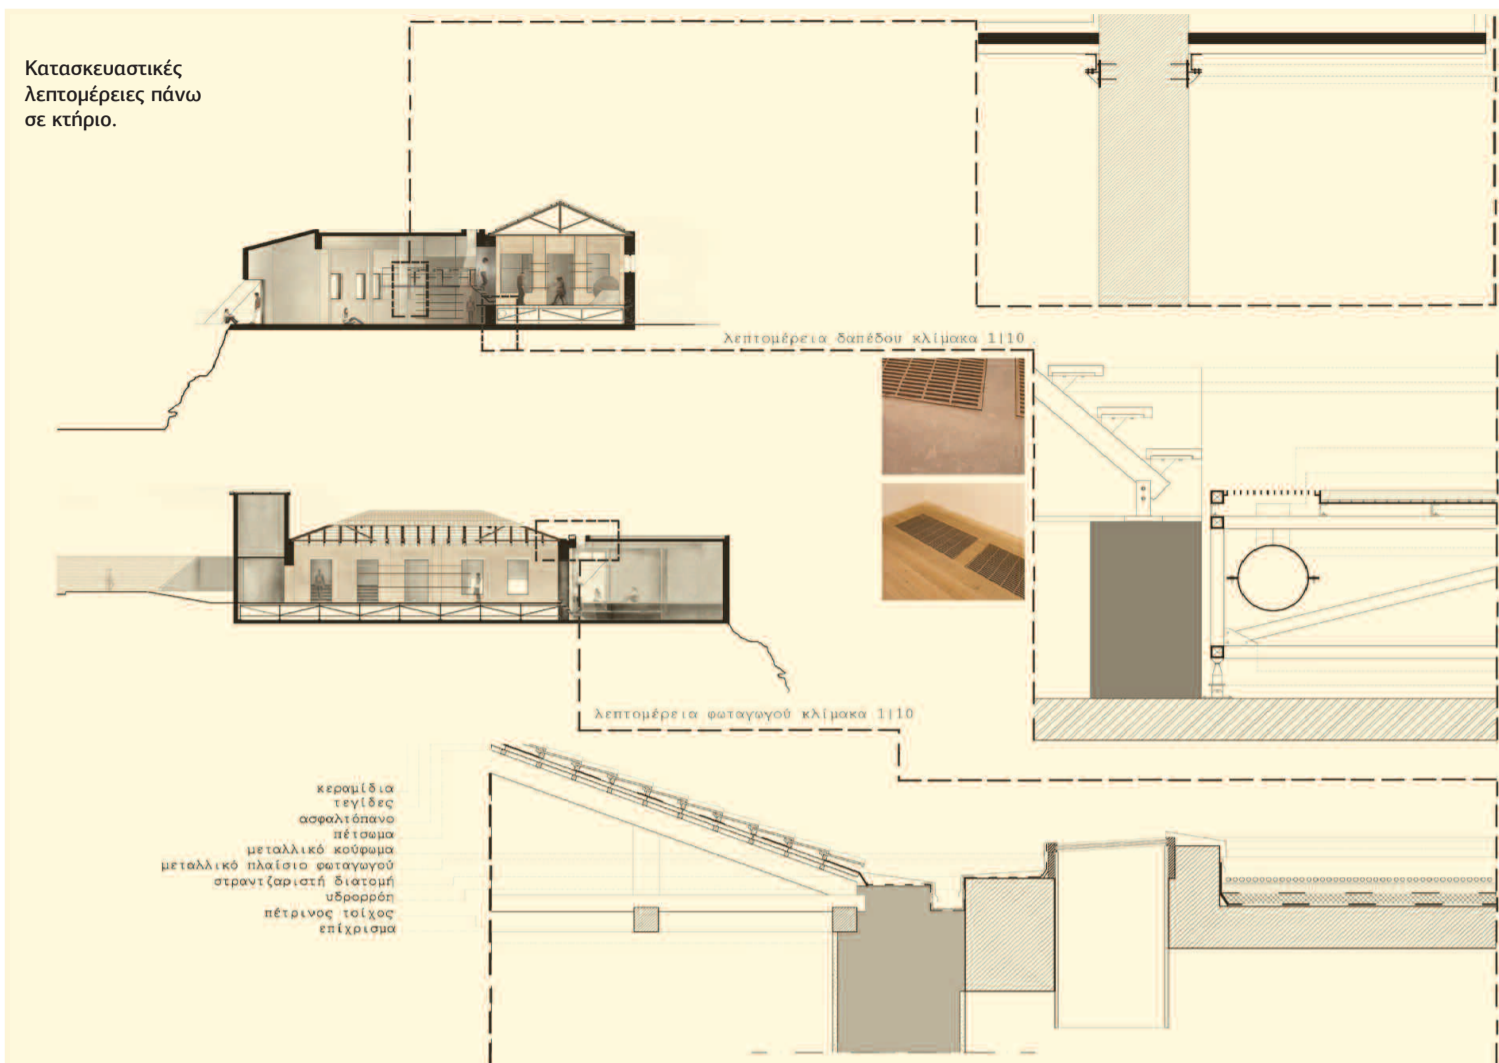 Κατασκευαστικές
λεπτομέρειες πάνω
σε κτήριο.
λεπτομέρεια δαπέδου κλίμακα 1|10
λεπτομέρεια φωταγωγού κλίμακα 1|10
κεραμίδια
τεγίδες
ασφαλτόπανο
πέτσωμα
μεταλλικό κούφωμα
μεταλλικό πλαίσιο φωταγωγού
στραντζαριστή διατομή
υδρορρόη
πέτρινος τοίχος
επίχρισμα